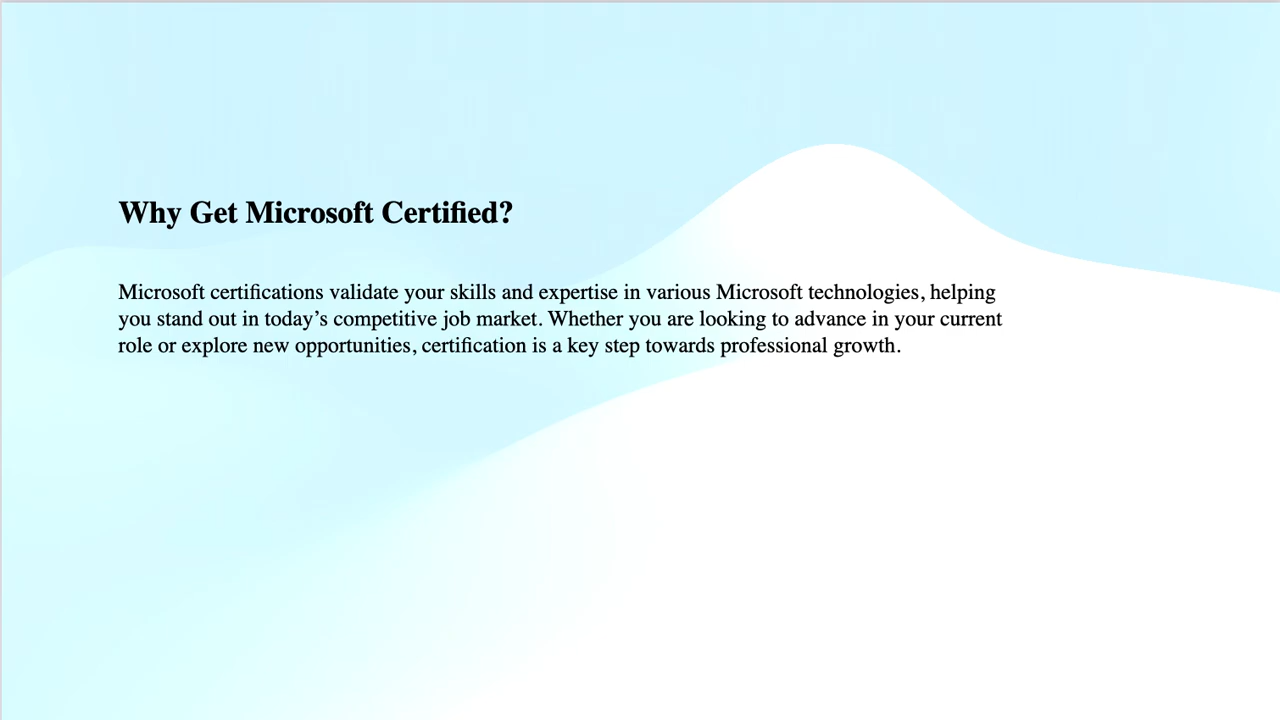 Why Get Microsoft Certified?
Microsoft certifications validate your skills and expertise in various Microsoft technologies, helping
you stand out in today’s competitive job market. Whether you are looking to advance in your current
role or explore new opportunities, certification is a key step towards professional growth.